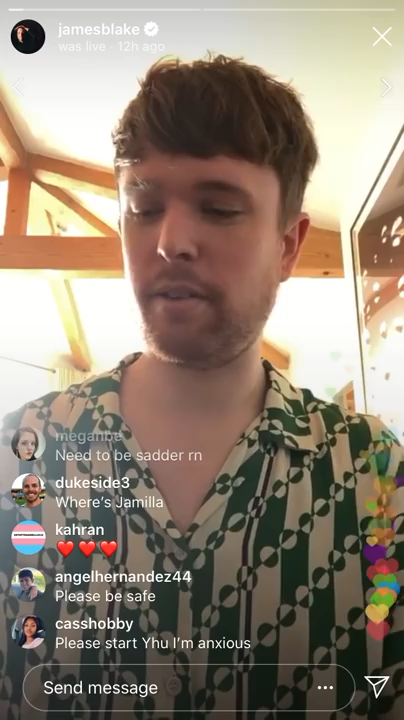 jamesblake
was live · 12h ago
meganbe
Need to be sadder rn
dukeside3
Where's Jamilla
kahran
❤️❤️❤️
angelhernandez44
Please be safe
casshobby
Please start Yhu I'm anxious
Send message